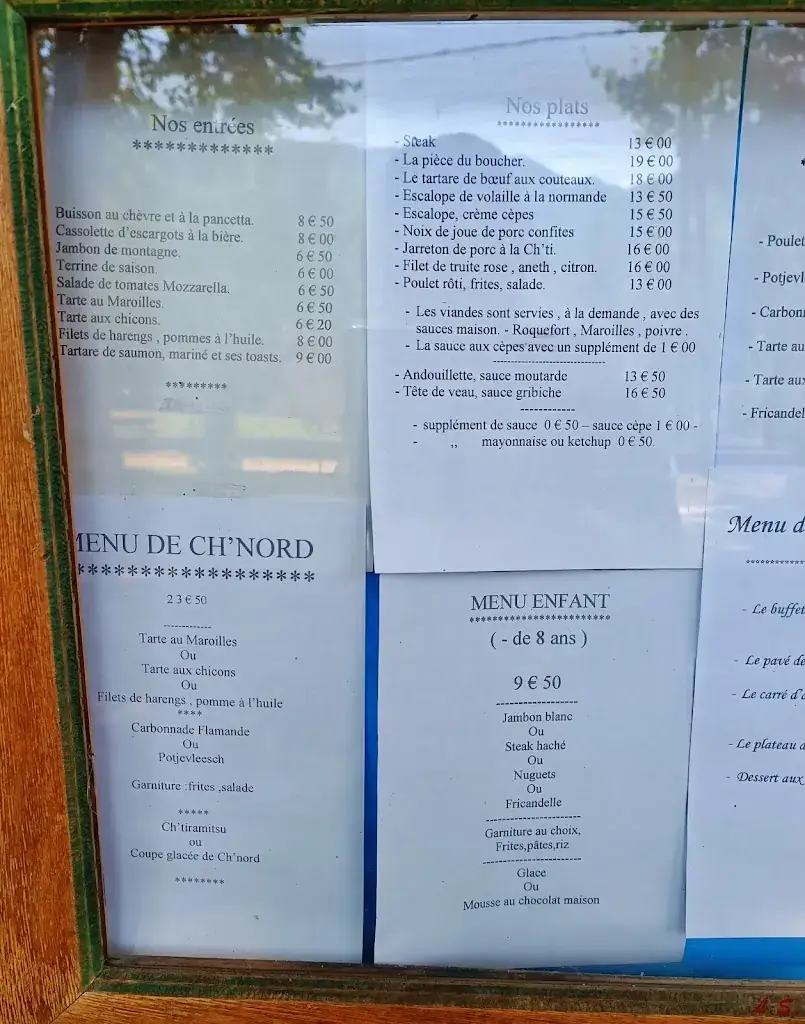 Nos entrées
*************
Buisson au chèvre et à la pancetta. 8 € 50
Cassolette d'escargots à la bière. 8 € 00
Jambon de montagne. 6 € 50
Terrine de saison. 6 € 00
Salade de tomates Mozzarella. 6 € 50
Tarte au Maroilles. 6 € 50
Tarte aux chicons. 6 € 20
Filets de harengs , pommes à l'huile. 8 € 00
Tartare de saumon, mariné et ses toasts. 9 € 00
*********
Nos plats
*****************
- Steak 13 € 00
- La pièce du boucher. 19 € 00
- Le tartare de bœuf aux couteaux. 18 € 00
- Escalope de volaille à la normande 13 € 50
- Escalope, crème cèpes 15 € 50
- Noix de joue de porc confites 15 € 00
- Jarreton de porc à la Ch'ti. 16 € 00
- Filet de truite rose , aneth , citron. 16 € 00
- Poulet rôti, frites, salade. 13 € 00
- Les viandes sont servies , à la demande , avec des
sauces maison. - Roquefort , Maroilles , poivre .
- La sauce aux cèpes avec un supplément de 1 € 00
----------------------------
- Andouillette, sauce moutarde 13 € 50
- Tête de veau, sauce gribiche 16 € 50
-------------
- supplément de sauce 0 € 50 – sauce cèpe 1 € 00 -
- ,, mayonnaise ou ketchup 0 € 50.
- Poulet
- Potjevl
- Carbon
- Tarte au
- Tarte aux
- Fricandel
MENU DE CH'NORD
*****************
23 € 50
------------
Tarte au Maroilles
Ou
Tarte aux chicons
Ou
Filets de harengs , pomme à l'huile
****
Carbonnade Flamande
Ou
Potjevleesch
Garniture :frites ,salade
*****
Ch'tiramitsu
ou
Coupe glacée de Ch'nord
********
MENU ENFANT
***********************
( - de 8 ans )
9 € 50
-----------------
Jambon blanc
Ou
Steak haché
Ou
Nuguets
Ou
Fricandelle
--------------------
Garniture au choix,
Frites,pâtes,riz
---------------------
Glace
Ou
Mousse au chocolat maison
Menu d
***********
- Le buffet
- Le pavé de
- Le carré d'a
- Le plateau d
- Dessert aux
A.S